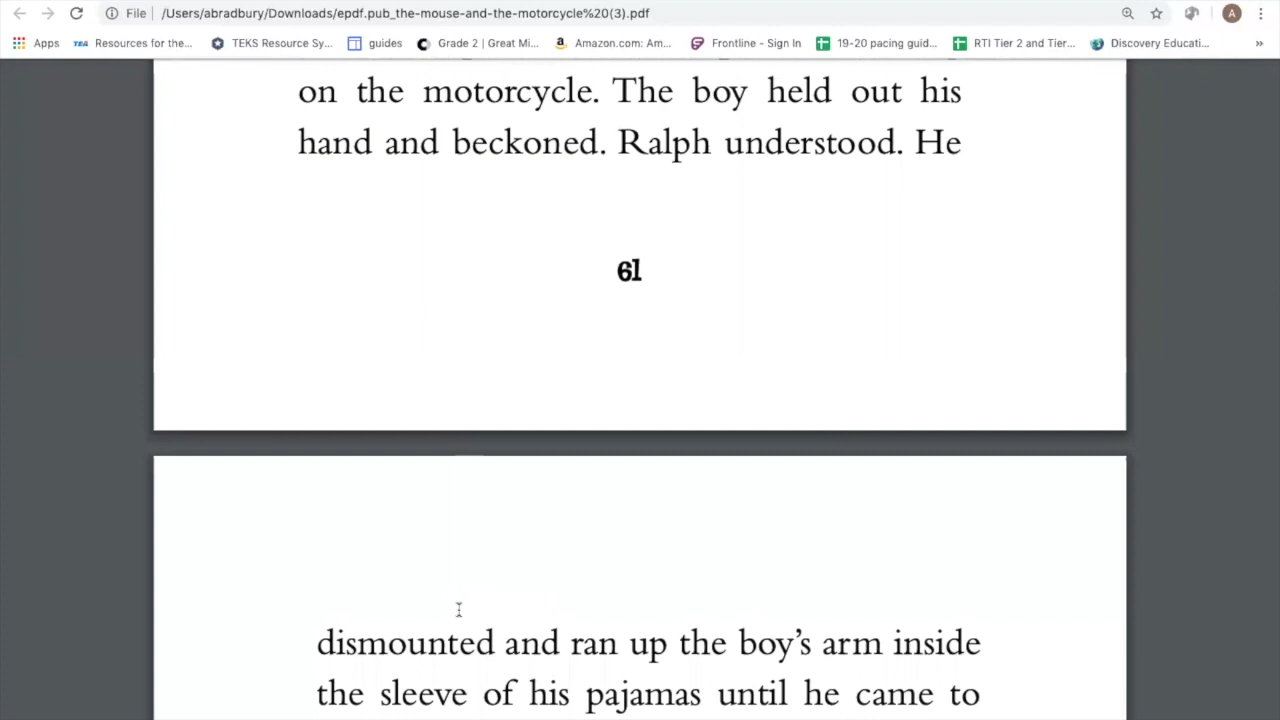 File /Users/abradbury/Downloads/epdf.pub_the-mouse-and-the-motorcycle%20(3).pdf A
Apps TEA Resources for the... TEKS Resource Sy... guides Grade 2 | Great Mi... a Amazon.com: Am... Frontline - Sign In 19-20 pacing guid... RTI Tier 2 and Tier... Discovery Educati... »
on the motorcycle. The boy held out his
hand and beckoned. Ralph understood. He
61
dismounted and ran up the boy's arm inside
the sleeve of his pajamas until he came to